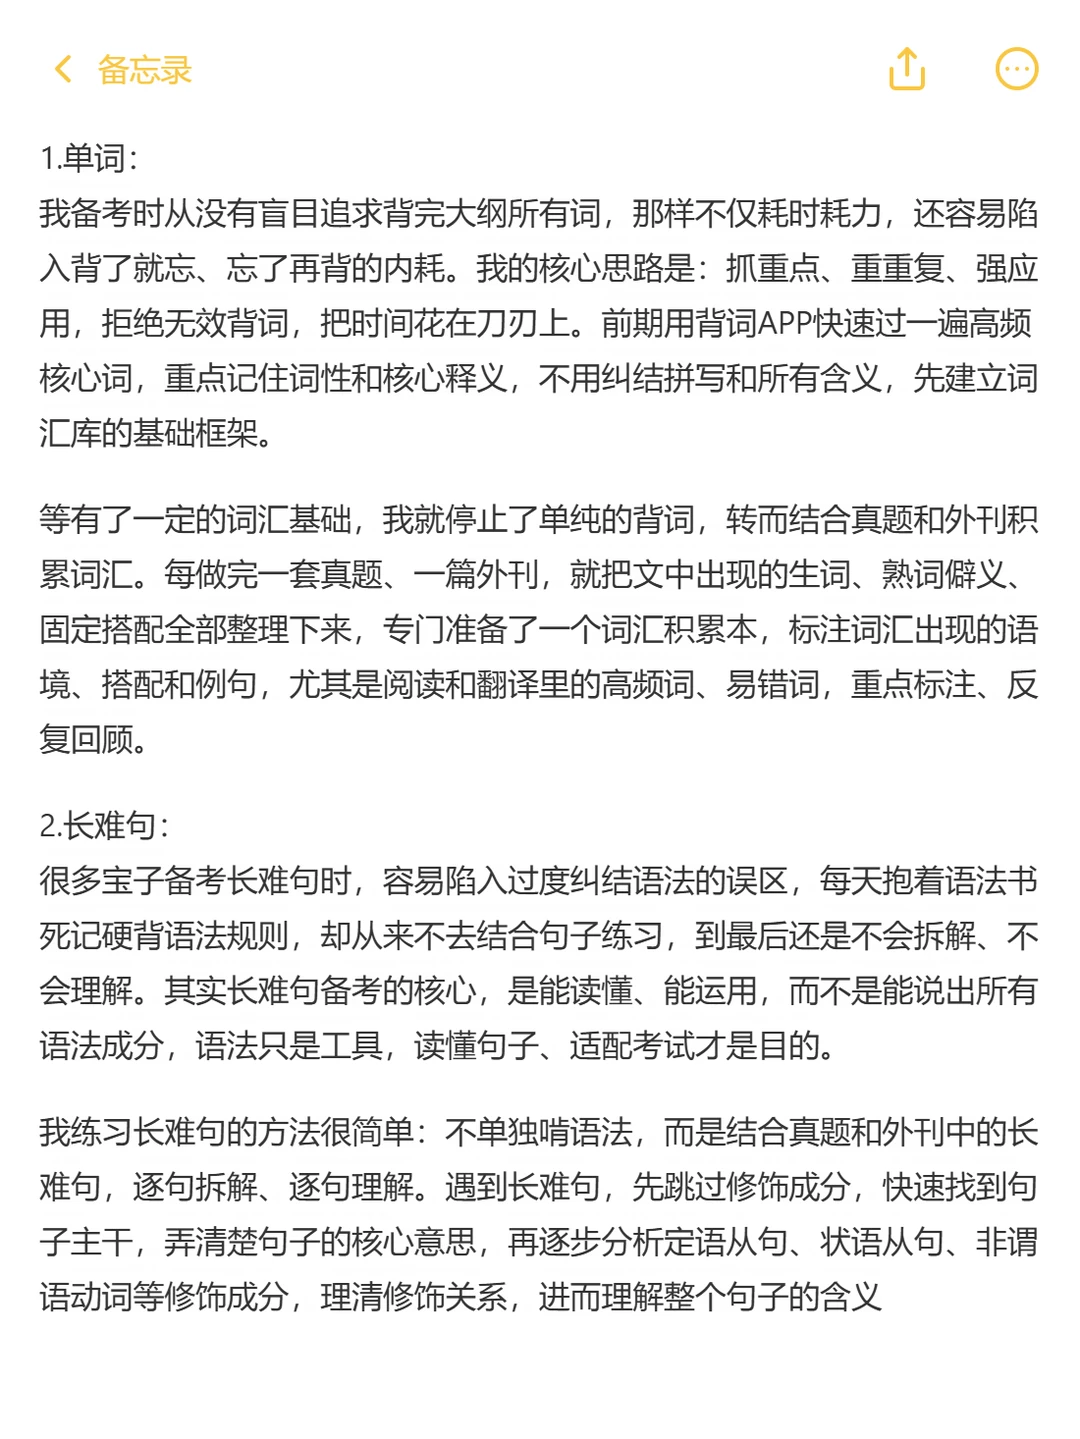 备忘录
1.单词：
我备考时从没有盲目追求背完大纲所有词，那样不仅耗时耗力，还容易陷
入背了就忘、忘了再背的内耗。我的核心思路是：抓重点、重重复、强应
用，拒绝无效背词，把时间花在刀刃上。前期用背词APP快速过一遍高频
核心词，重点记住词性和核心释义，不用纠结拼写和所有含义，先建立词
汇库的基础框架。
等有了一定的词汇基础，我就停止了单纯的背词，转而结合真题和外刊积
累词汇。每做完一套真题、一篇外刊，就把文中出现的生词、熟词僻义、
固定搭配全部整理下来，专门准备了一个词汇积累本，标注词汇出现的语
境、搭配和例句，尤其是阅读和翻译里的高频词、易错词，重点标注、反
复回顾。
2.长难句：
很多宝子备考长难句时，容易陷入过度纠结语法的误区，每天抱着语法书
死记硬背语法规则，却从来不去结合句子练习，到最后还是不会拆解、不
会理解。其实长难句备考的核心，是能读懂、能运用，而不是能说出所有
语法成分，语法只是工具，读懂句子、适配考试才是目的。
我练习长难句的方法很简单：不单独啃语法，而是结合真题和外刊中的长
难句，逐句拆解、逐句理解。遇到长难句，先跳过修饰成分，快速找到句
子主干，弄清楚句子的核心意思，再逐步分析定语从句、状语从句、非谓
语动词等修饰成分，理清修饰关系，进而理解整个句子的含义